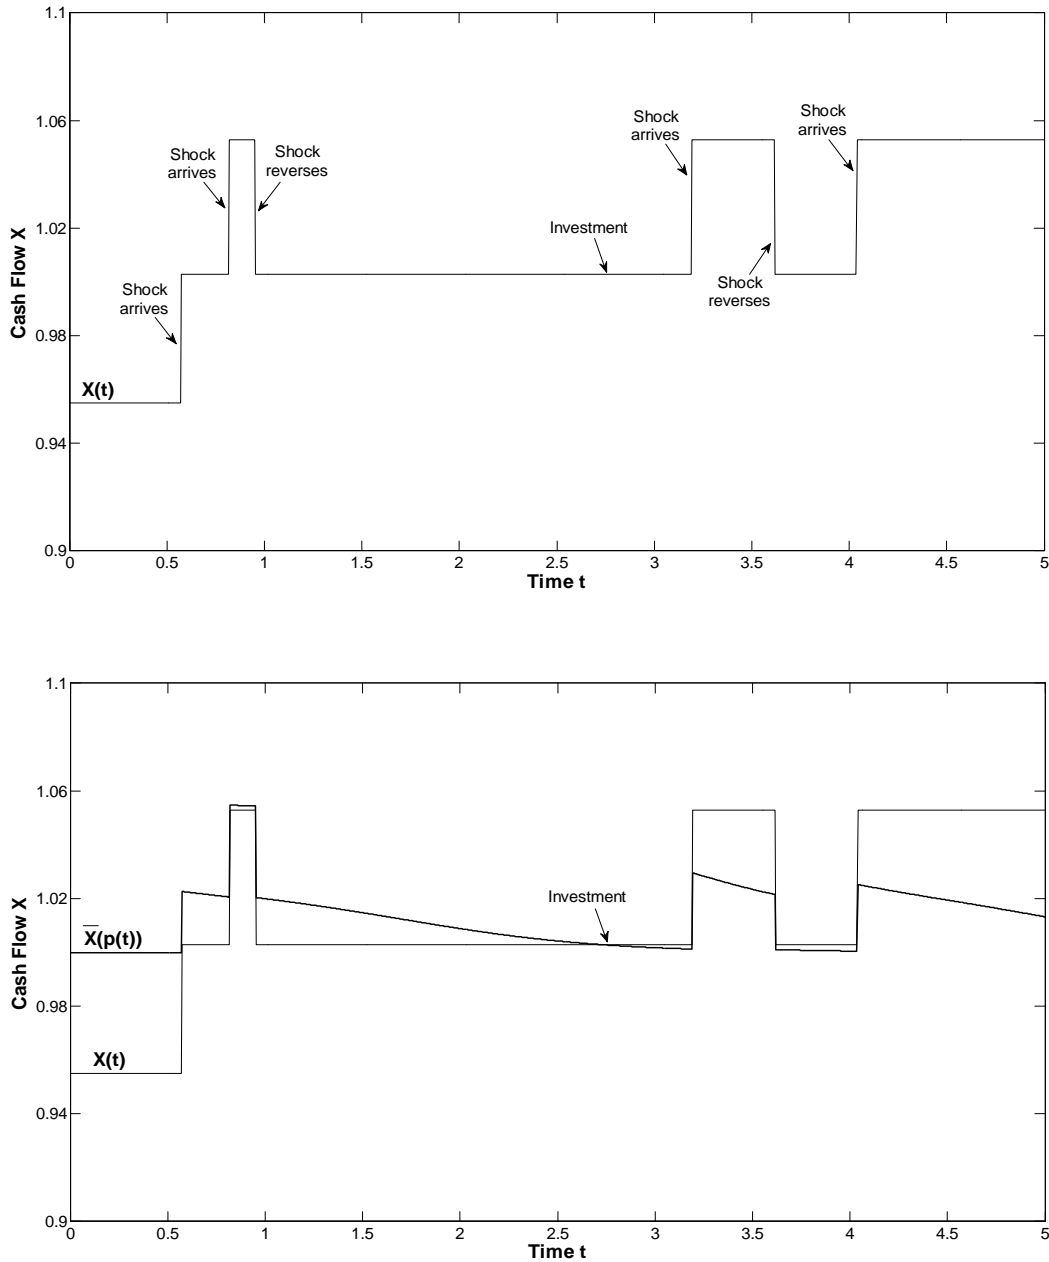 1.1
Shock
arrives
Shock
arrives
1.06
Shock
arrives
Shock
reverses
1.02
Investment
Cash Flow X
Shock
arrives
Shock
reverses
0.98
X(t)
0.94
0.9
0 0.5 1 1.5 2 2.5 3 3.5 4 4.5 5
Time t
1.1
1.06
1.02
Investment
Cash Flow X
X̅(p(t))
0.98
X(t)
0.94
0.9
0 0.5 1 1.5 2 2.5 3 3.5 4 4.5 5
Time t